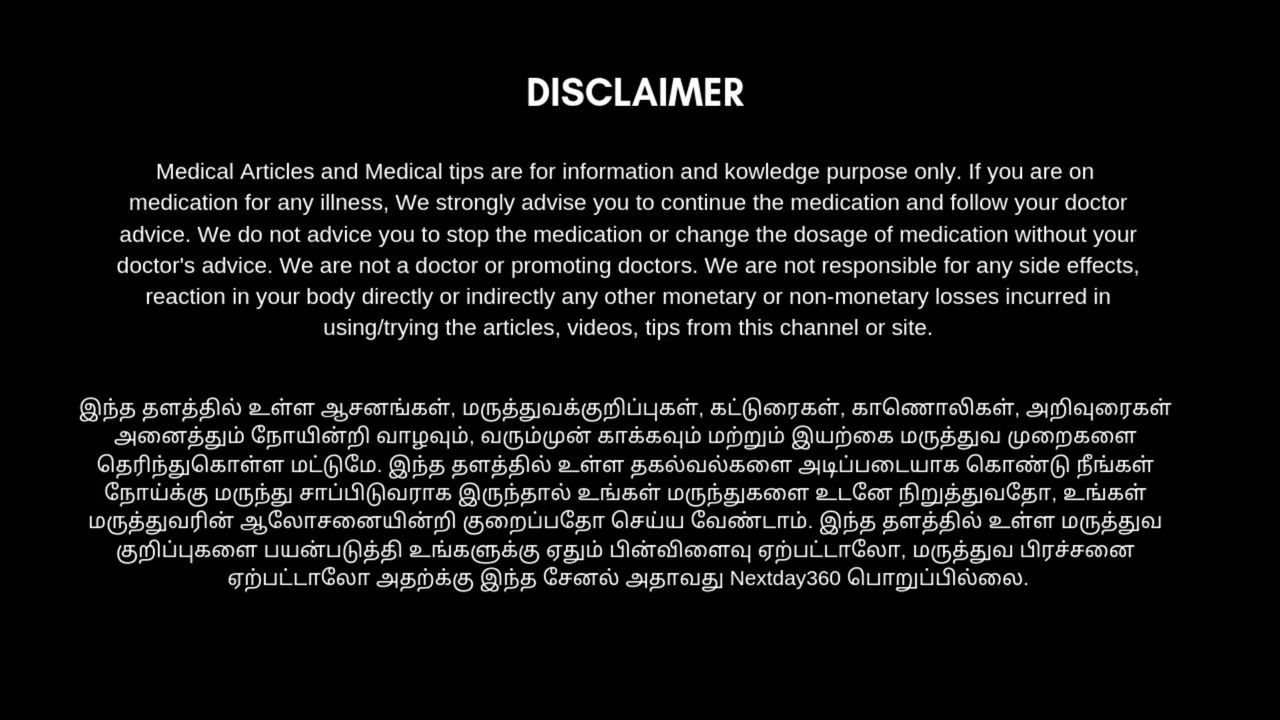 DISCLAIMER
Medical Articles and Medical tips are for information and kowledge purpose only. If you are on
medication for any illness, We strongly advise you to continue the medication and follow your doctor
advice. We do not advice you to stop the medication or change the dosage of medication without your
doctor's advice. We are not a doctor or promoting doctors. We are not responsible for any side effects,
reaction in your body directly or indirectly any other monetary or non-monetary losses incurred in
using/trying the articles, videos, tips from this channel or site.
இந்த தளத்தில் உள்ள ஆசனங்கள், மருத்துவக்குறிப்புகள், கட்டுரைகள், காணொலிகள், அறிவுரைகள்
அனைத்தும் நோயின்றி வாழவும், வரும்முன் காக்கவும் மற்றும் இயற்கை மருத்துவ முறைகளை
தெரிந்துகொள்ள மட்டுமே. இந்த தளத்தில் உள்ள தகல்வல்களை அடிப்படையாக கொண்டு நீங்கள்
நோய்க்கு மருந்து சாப்பிடுவராக இருந்தால் உங்கள் மருந்துகளை உடனே நிறுத்துவதோ, உங்கள்
மருத்துவரின் ஆலோசனையின்றி குறைப்பதோ செய்ய வேண்டாம். இந்த தளத்தில் உள்ள மருத்துவ
குறிப்புகளை பயன்படுத்தி உங்களுக்கு ஏதும் பின்விளைவு ஏற்பட்டாலோ, மருத்துவ பிரச்சனை
ஏற்பட்டாலோ அதற்க்கு இந்த சேனல் அதாவது Nextday360 பொறுப்பில்லை.